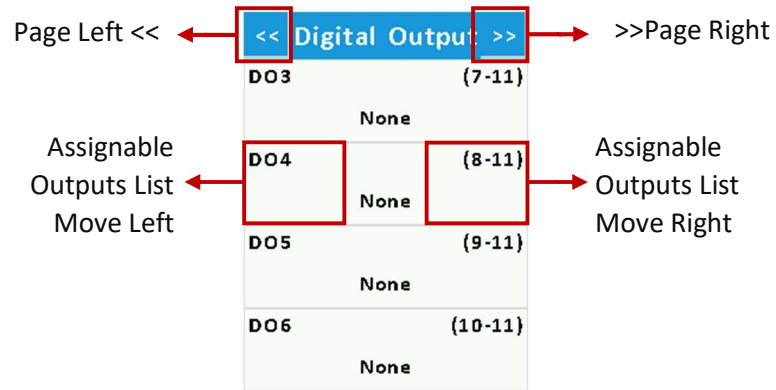 Page Left <<
<< Digital Output >>
>>Page Right
DO3 (7-11)
None
Assignable
Outputs List
Move Left
DO4 (8-11)
None
Assignable
Outputs List
Move Right
DO5 (9-11)
None
DO6 (10-11)
None